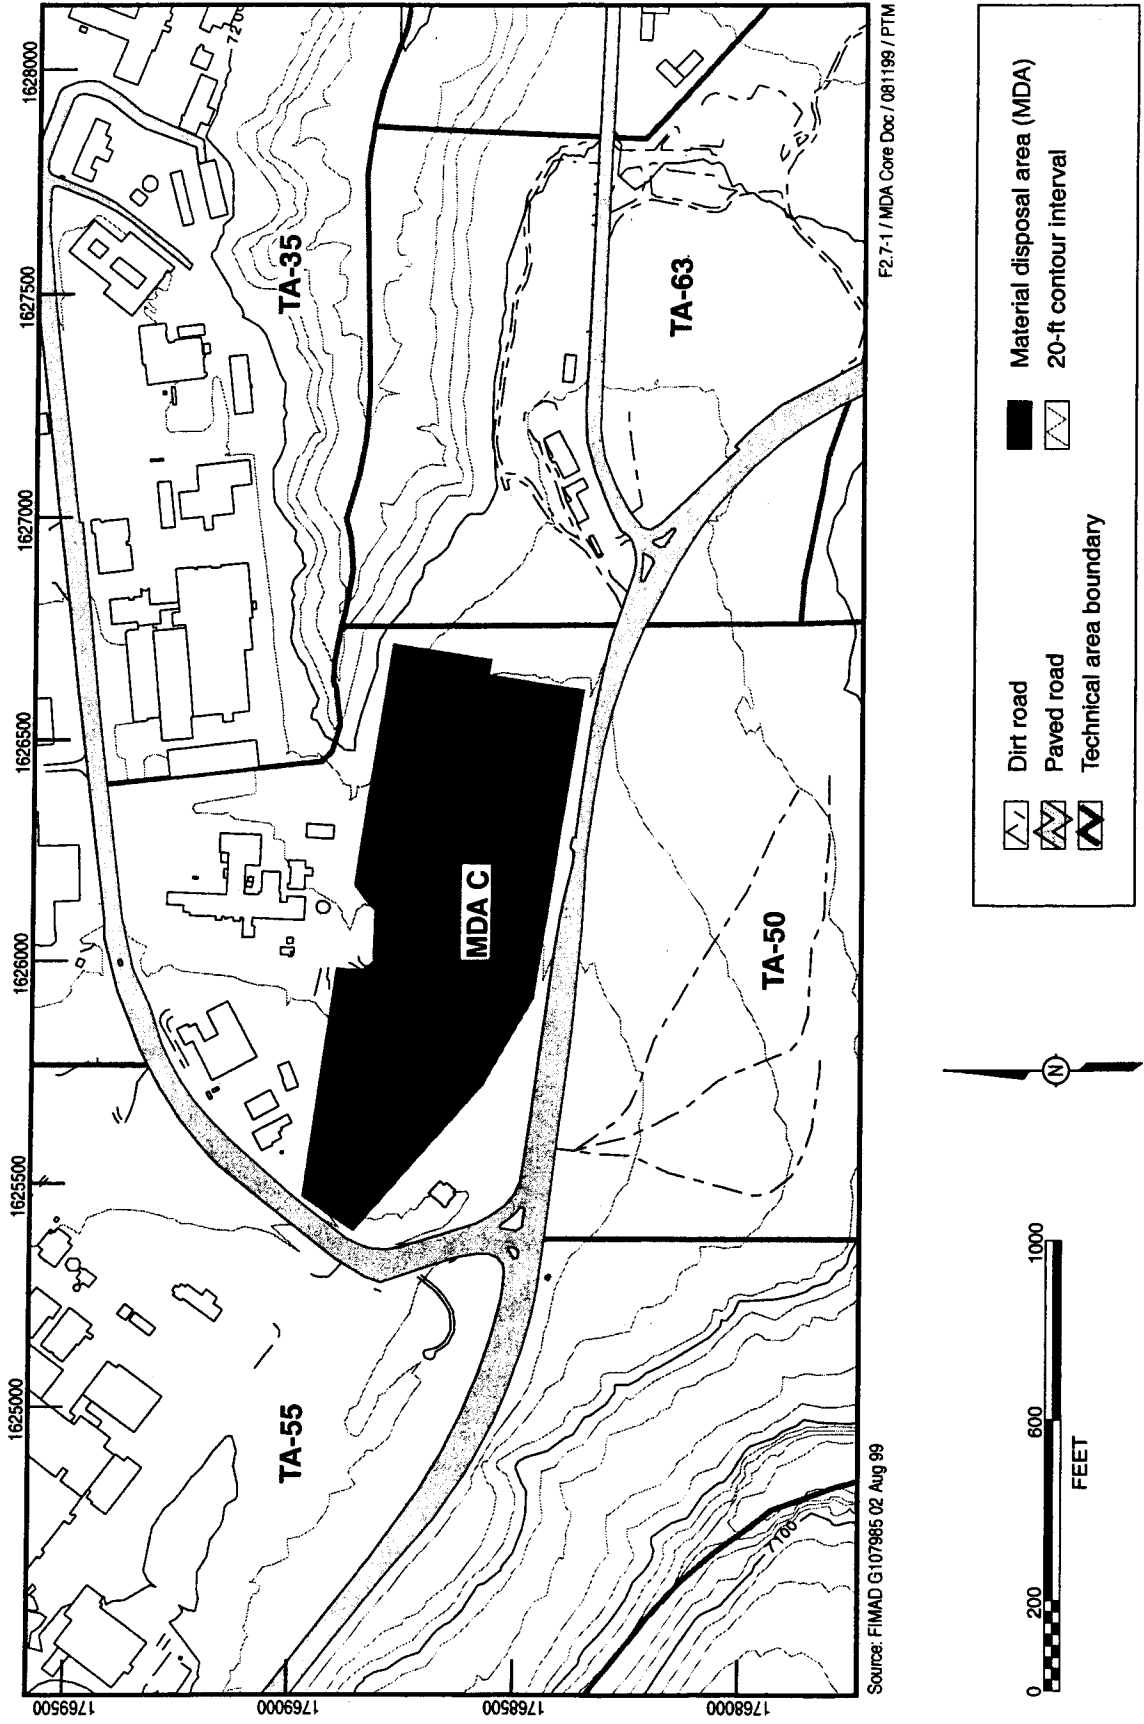 1625000
1625500
1626000
1626500
1627000
1627500
1628000
1769500
1769000
1768500
1768000
7200
TA-35
TA-55
MDA C
TA-63
TA-50
7100
Source: FIMAD G107985 02 Aug 99
F2.7-1 / MDA Core Doc / 081199 / PTM
0
200
600
1000
FEET
N
Dirt road
Paved road
Technical area boundary
Material disposal area (MDA)
20-ft contour interval